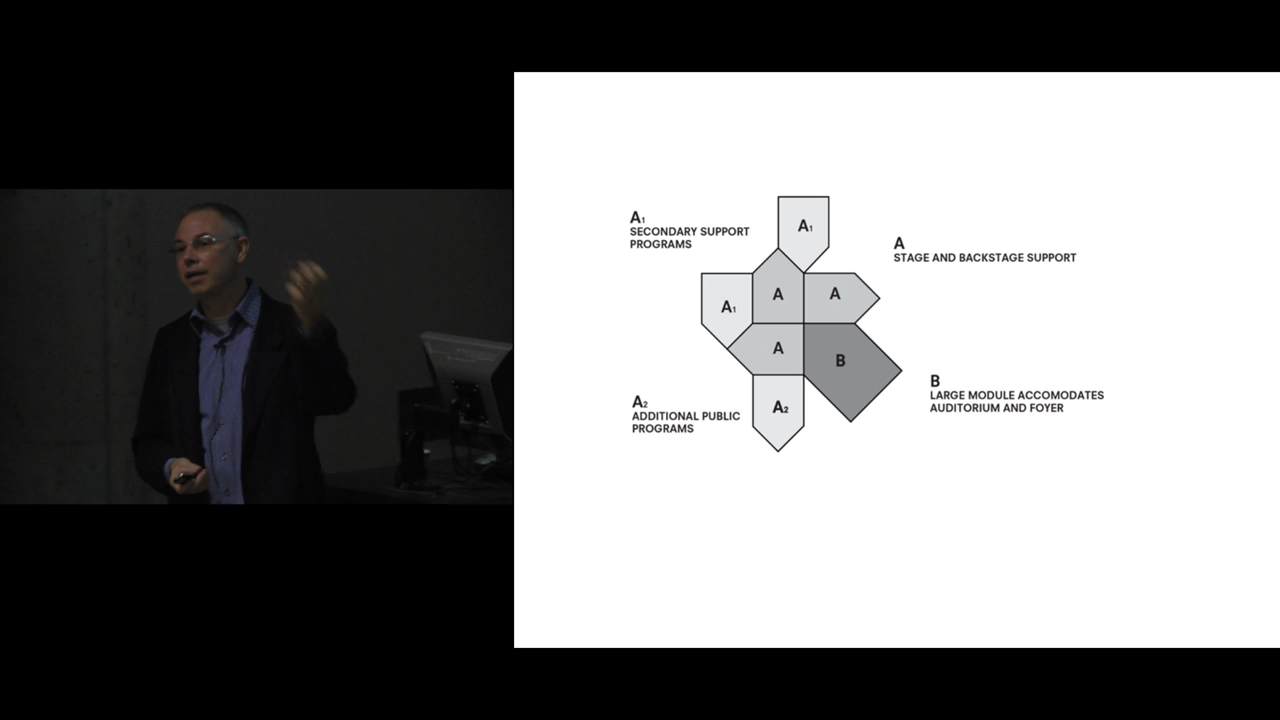 A1
SECONDARY SUPPORT
PROGRAMS
A1
A
STAGE AND BACKSTAGE SUPPORT
A1
A
A
A
B
B
LARGE MODULE ACCOMODATES
AUDITORIUM AND FOYER
A2
ADDITIONAL PUBLIC
PROGRAMS
A2